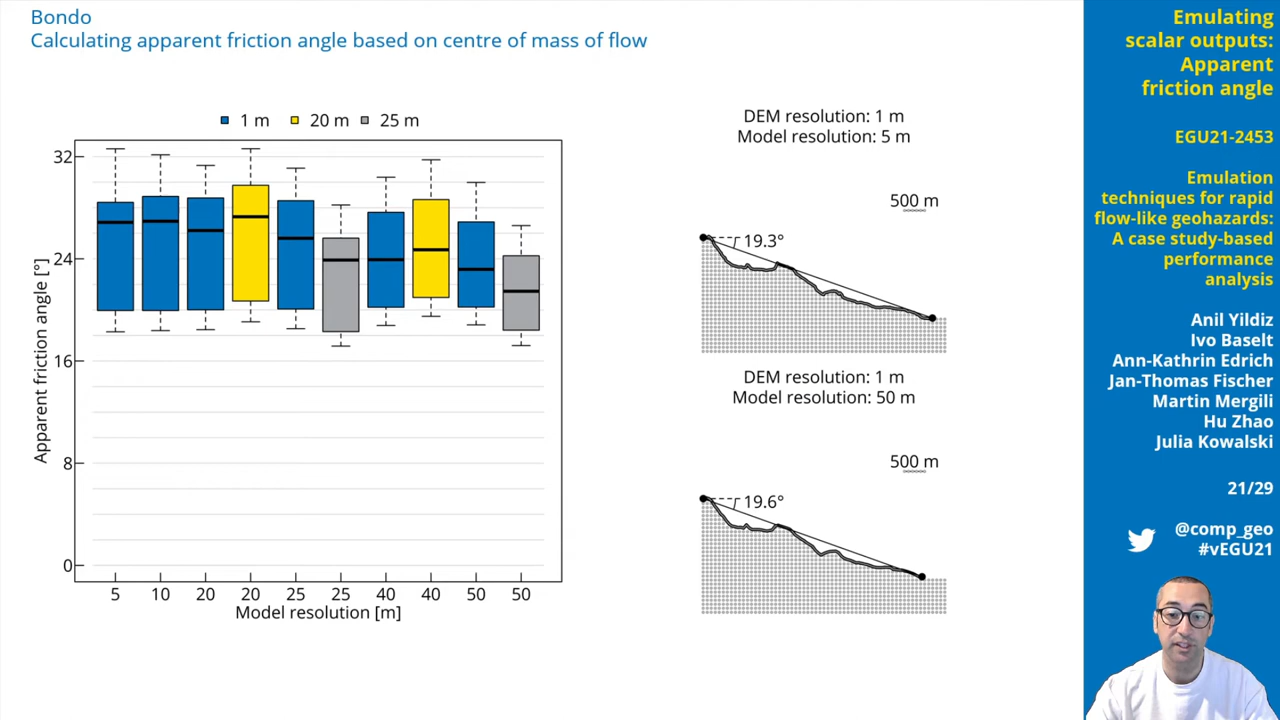 Bondo
Calculating apparent friction angle based on centre of mass of flow
1 m 20 m 25 m
32
24
16
8
0
Apparent friction angle [°]
5 10 20 20 25 25 40 40 50 50
Model resolution [m]
DEM resolution: 1 m
Model resolution: 5 m
500 m
19.3°
DEM resolution: 1 m
Model resolution: 50 m
500 m
19.6°
Emulating
scalar outputs:
Apparent
friction angle
EGU21-2453
Emulation
techniques for rapid
flow-like geohazards:
A case study-based
performance
analysis
Anil Yildiz
Ivo Baselt
Ann-Kathrin Edrich
Jan-Thomas Fischer
Martin Mergili
Hu Zhao
Julia Kowalski
21/29
@comp_geo
#vEGU21